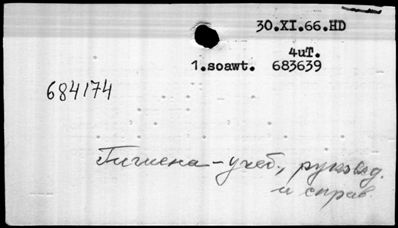 30.XI.66.HD
4uT.
1.soawt. 683639
684174
Гигиена - учеб., руковод.
и справ.